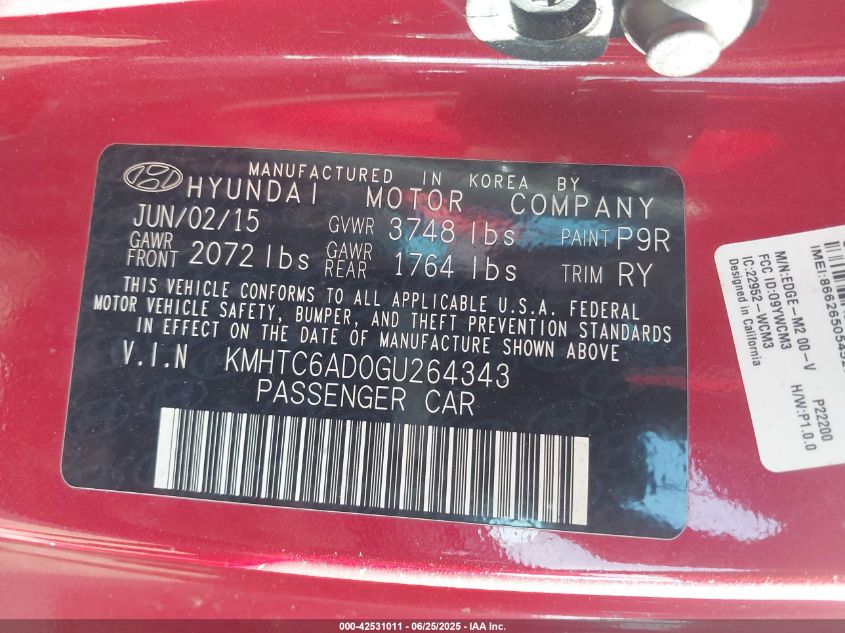 MANUFACTURED IN KOREA BY
HYUNDAI MOTOR COMPANY
JUN/02/15 GVWR 3748 lbs PAINT P9R
GAWR FRONT 2072 lbs GAWR REAR 1764 lbs TRIM RY
THIS VEHICLE CONFORMS TO ALL APPLICABLE U.S.A. FEDERAL
MOTOR VEHICLE SAFETY, BUMPER, AND THEFT PREVENTION STANDARDS
IN EFFECT ON THE DATE OF MANUFACTURE SHOWN ABOVE
V.I.N KMHTC6AD0GU264343
PASSENGER CAR
M/N:EDGE-M2 00-V P22200
FCC ID:09YWCM3 H/W:P1.0.0
IC:22952-WCM3
Designed in California
000-42531011 - 06/25/2025 - IAA Inc.